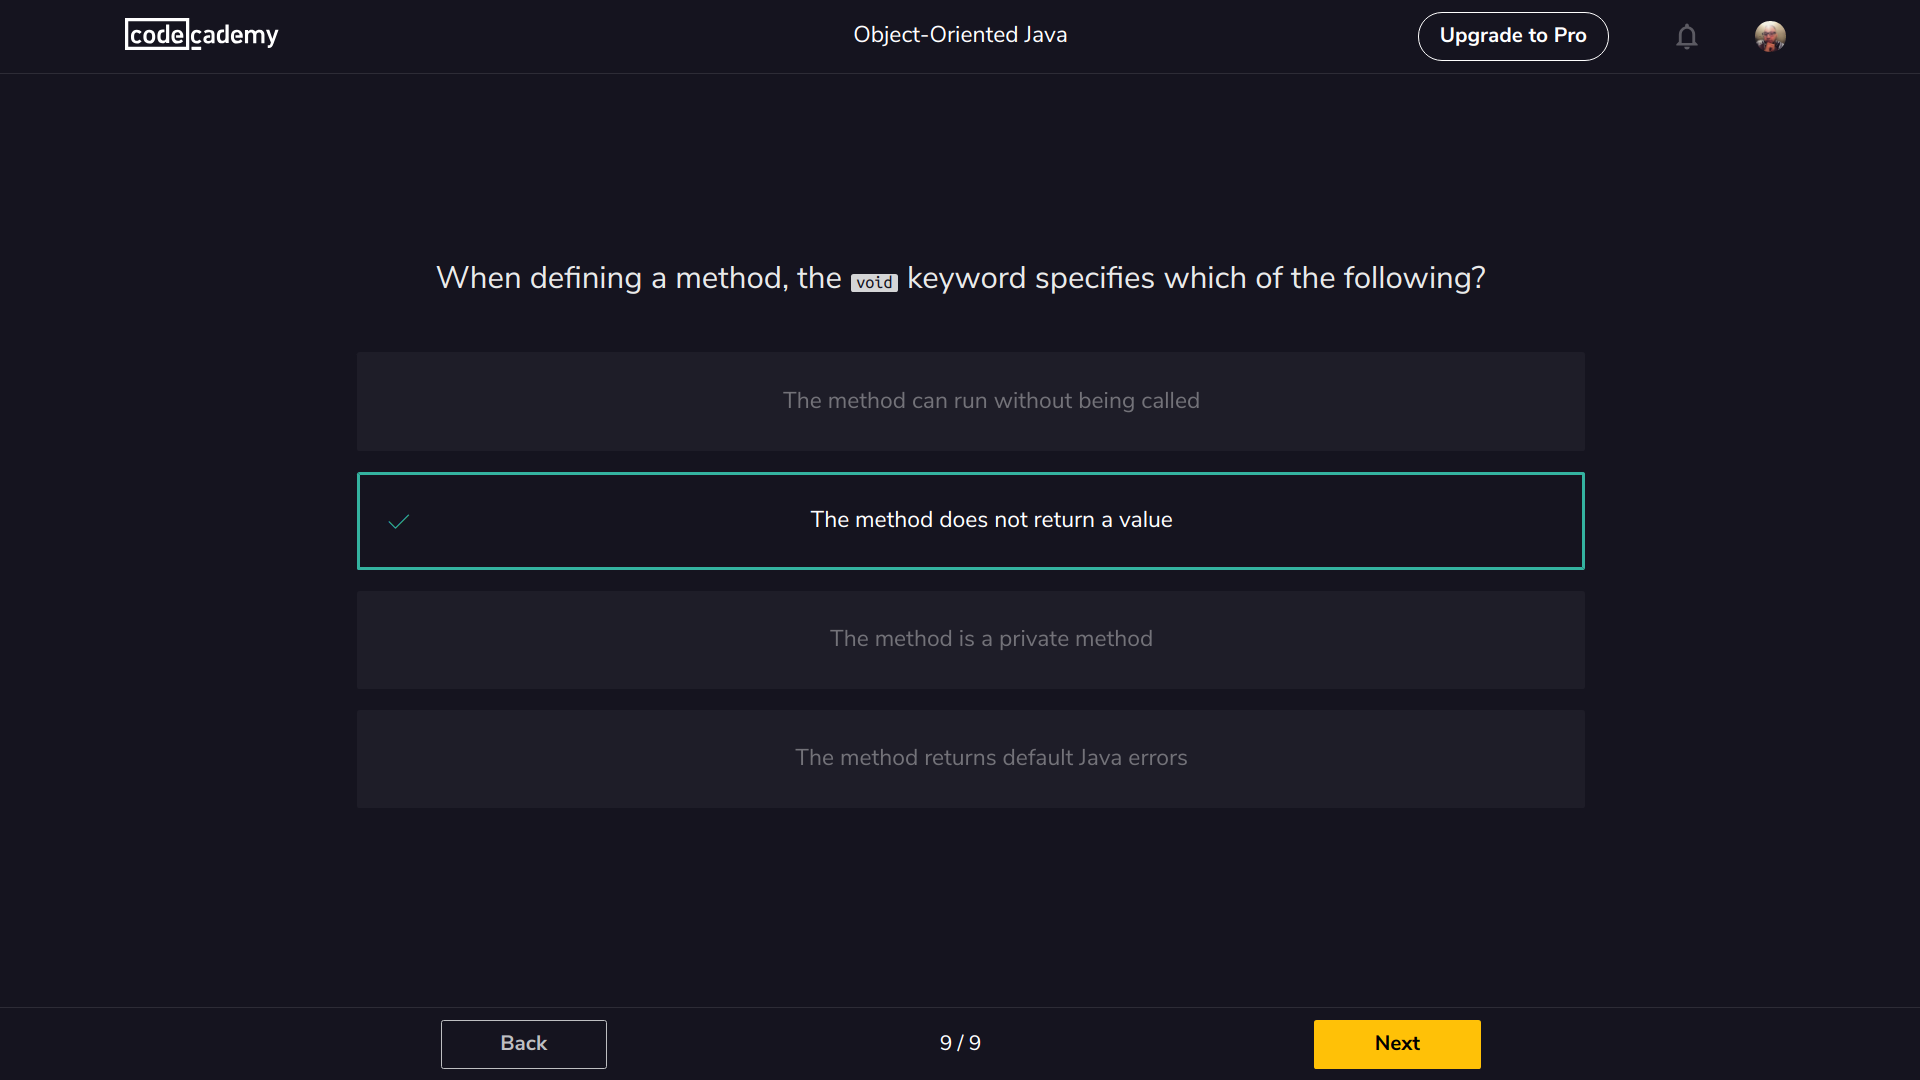 codecademy
Object-Oriented Java
Upgrade to Pro
When defining a method, the void keyword specifies which of the following?
The method can run without being called
The method does not return a value
The method is a private method
The method returns default Java errors
Back
9 / 9
Next